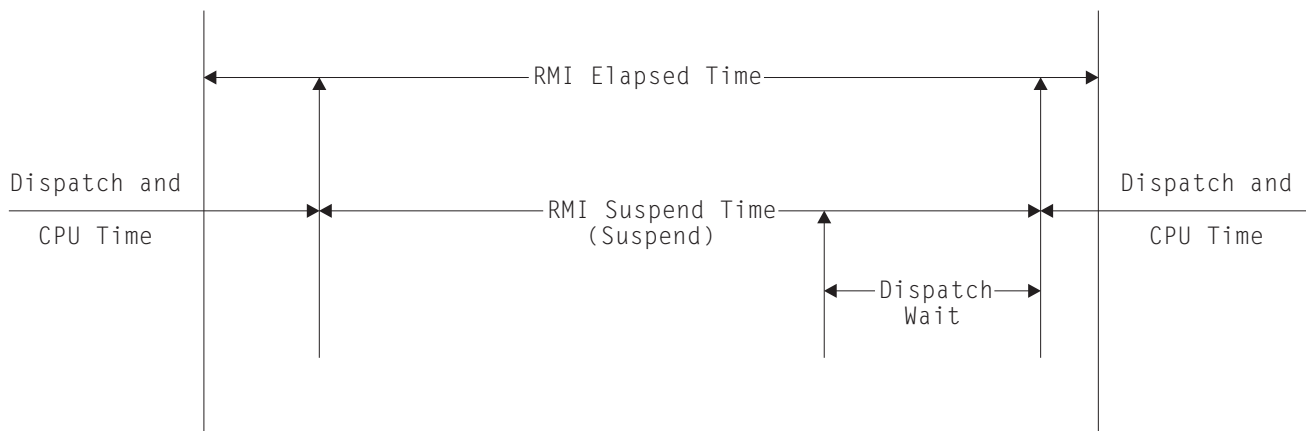 RMI Elapsed Time
Dispatch and
CPU Time
RMI Suspend Time
(Suspend)
Dispatch and
CPU Time
Dispatch
Wait